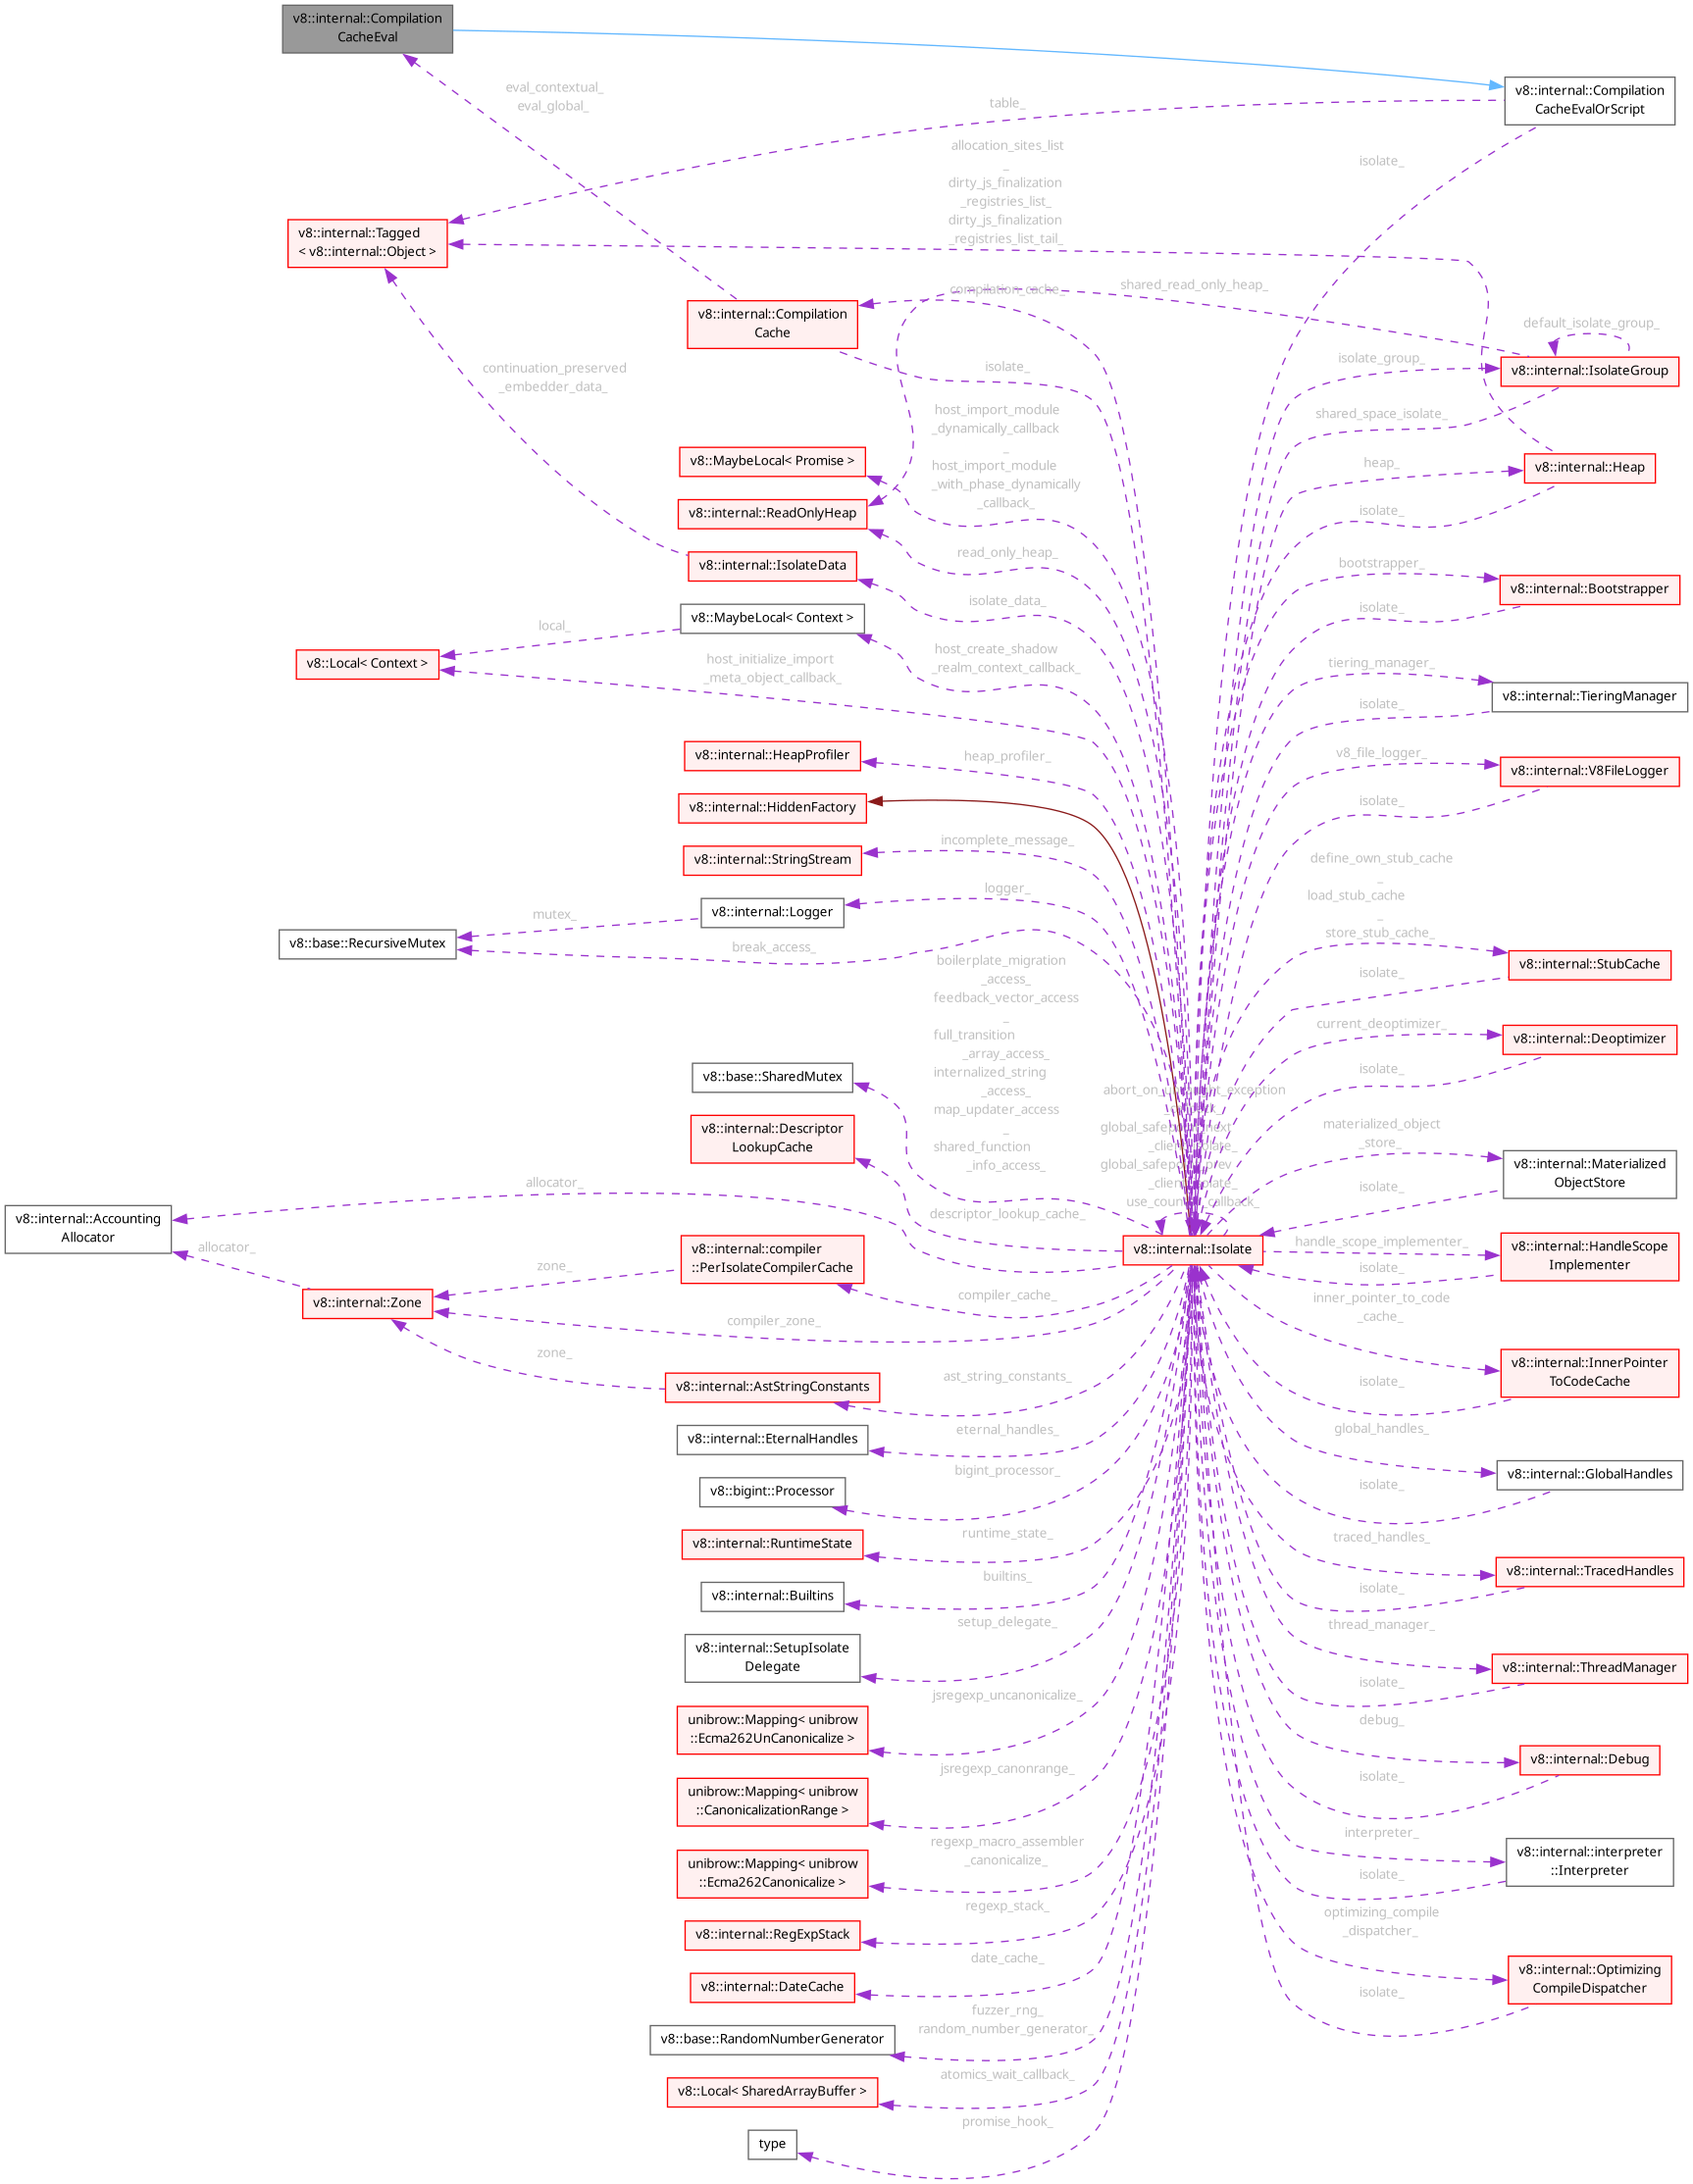 v8::internal::Compilation
CacheEval
v8::internal::Compilation
CacheEvalOrScript
eval_contextual_
eval_global_
table_
allocation_sites_list
_
dirty_js_finalization
_registries_list_
dirty_js_finalization
_registries_list_tail_
isolate_
v8::internal::Tagged
< v8::internal::Object >
compilation_cache_
shared_read_only_heap_
v8::internal::Compilation
Cache
default_isolate_group_
continuation_preserved
_embedder_data_
isolate_
isolate_group_
v8::internal::IsolateGroup
host_import_module
_dynamically_callback
_
host_import_module
_with_phase_dynamically
_callback_
shared_space_isolate_
v8::MaybeLocal< Promise >
heap_
v8::internal::Heap
v8::internal::ReadOnlyHeap
isolate_
read_only_heap_
v8::internal::IsolateData
bootstrapper_
v8::internal::Bootstrapper
isolate_data_
isolate_
v8::MaybeLocal< Context >
local_
v8::Local< Context >
host_initialize_import
_meta_object_callback_
host_create_shadow
_realm_context_callback_
tiering_manager_
v8::internal::TieringManager
isolate_
v8::internal::HeapProfiler
heap_profiler_
v8_file_logger_
v8::internal::V8FileLogger
v8::internal::HiddenFactory
isolate_
v8::internal::StringStream
incomplete_message_
define_own_stub_cache
_
load_stub_cache
_
store_stub_cache_
v8::internal::Logger
logger_
mutex_
v8::base::RecursiveMutex
break_access_
v8::internal::StubCache
isolate_
boilerplate_migration
_access_
feedback_vector_access
_
full_transition
_array_access_
internalized_string
_access_
map_updater_access
_
shared_function
_info_access_
current_deoptimizer_
v8::internal::Deoptimizer
isolate_
v8::base::SharedMutex
v8::internal::Descriptor
LookupCache
materialized_object
_store_
v8::internal::Materialized
ObjectStore
isolate_
allocator_
descriptor_lookup_cache_
v8::internal::Accounting
Allocator
v8::internal::Isolate
handle_scope_implementer_
v8::internal::HandleScope
Implementer
isolate_
allocator_
v8::internal::compiler
::PerIsolateCompilerCache
zone_
compiler_cache_
v8::internal::Zone
compiler_zone_
inner_pointer_to_code
_cache_
zone_
v8::internal::AstStringConstants
ast_string_constants_
v8::internal::InnerPointer
ToCodeCache
isolate_
v8::internal::EternalHandles
eternal_handles_
global_handles_
v8::internal::GlobalHandles
isolate_
v8::bigint::Processor
bigint_processor_
v8::internal::RuntimeState
runtime_state_
traced_handles_
v8::internal::TracedHandles
isolate_
v8::internal::Builtins
builtins_
thread_manager_
v8::internal::ThreadManager
isolate_
v8::internal::SetupIsolate
Delegate
setup_delegate_
unibrow::Mapping< unibrow
::Ecma262UnCanonicalize >
jsregexp_uncanonicalize_
debug_
v8::internal::Debug
isolate_
unibrow::Mapping< unibrow
::CanonicalizationRange >
jsregexp_canonrange_
interpreter_
v8::internal::interpreter
::Interpreter
isolate_
unibrow::Mapping< unibrow
::Ecma262Canonicalize >
regexp_macro_assembler
_canonicalize_
v8::internal::RegExpStack
regexp_stack_
optimizing_compile
_dispatcher_
v8::internal::Optimizing
CompileDispatcher
isolate_
v8::internal::DateCache
date_cache_
v8::base::RandomNumberGenerator
fuzzer_rng_
random_number_generator_
v8::Local< SharedArrayBuffer >
atomics_wait_callback_
type
promise_hook_